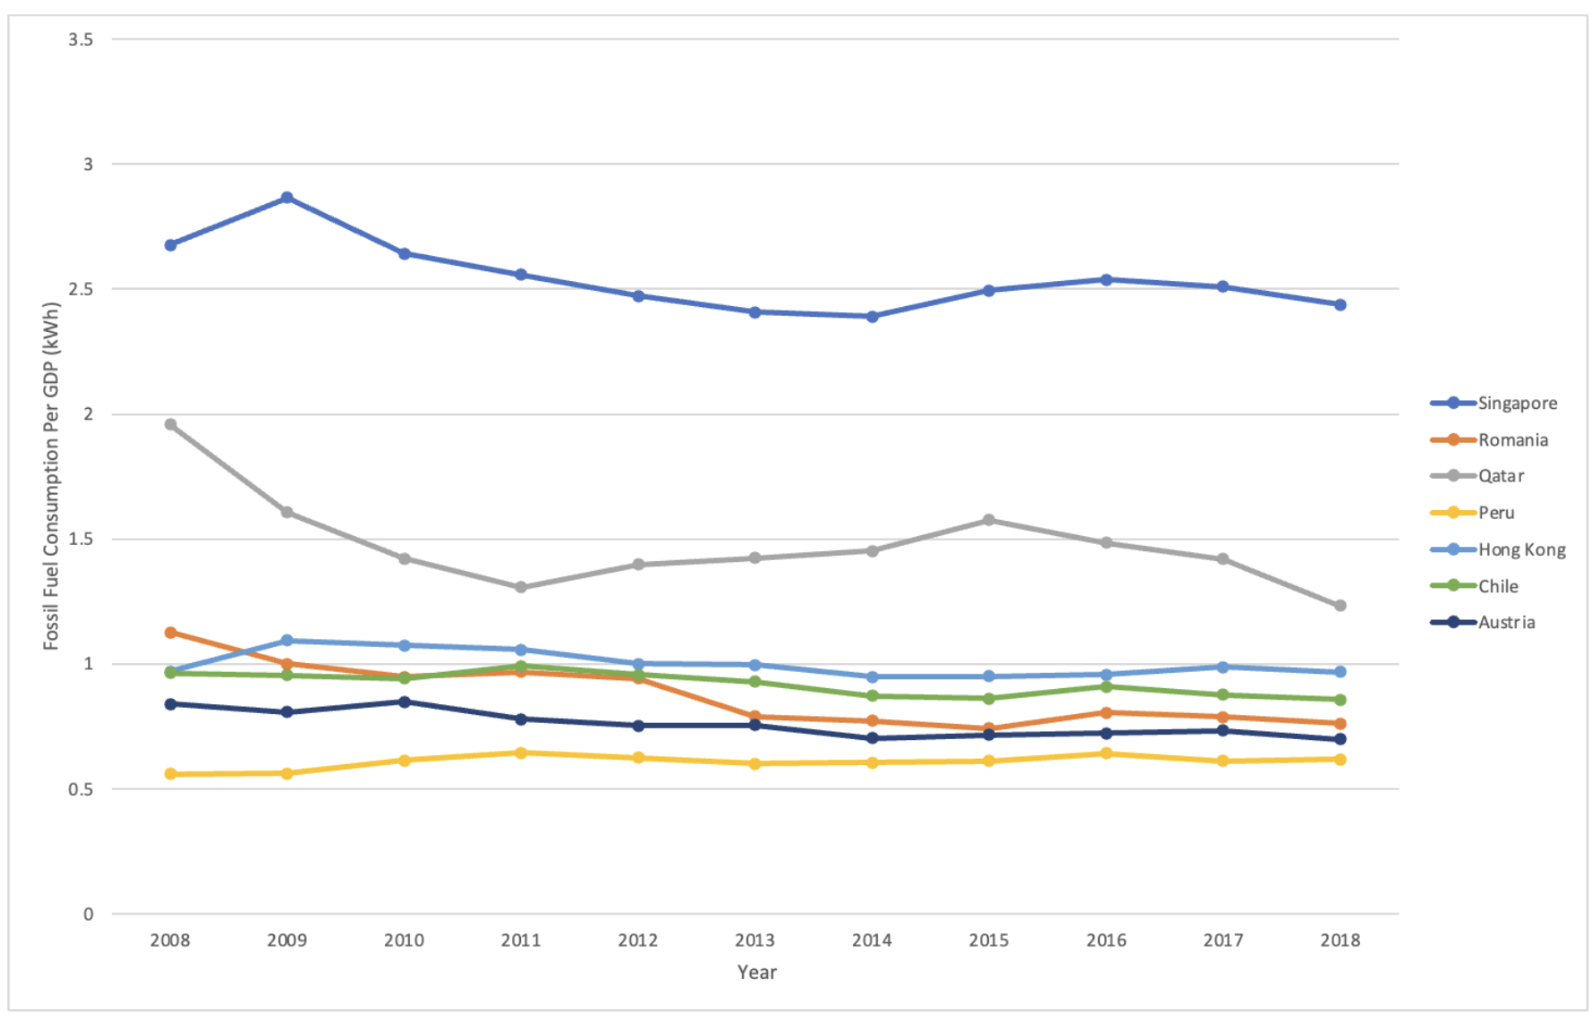 3.5
3
2.5
2
1.5
1
0.5
0
Fossil Fuel Consumption Per GDP (kWh)
2008 2009 2010 2011 2012 2013 2014 2015 2016 2017 2018
Year
Singapore
Romania
Qatar
Peru
Hong Kong
Chile
Austria